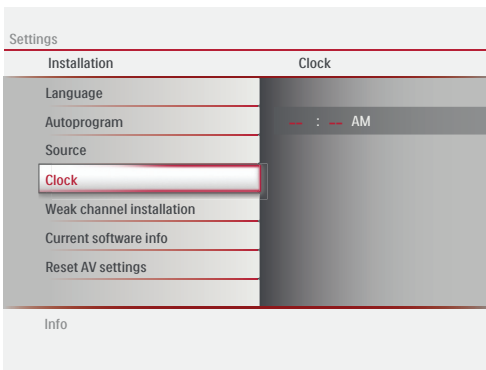 Settings
Installation
Clock
Language
Autoprogram
-- : -- AM
Source
Clock
Weak channel installation
Current software info
Reset AV settings
Info